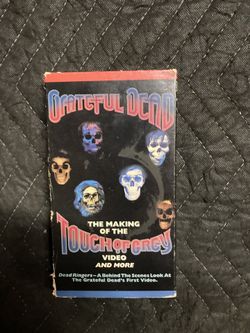 GRATEFUL DEAD
THE MAKING
OF THE
TOUCH OF GREY
VIDEO
AND MORE
Dead Ringers—A Behind The Scenes Look At
The Grateful Dead's First Video.